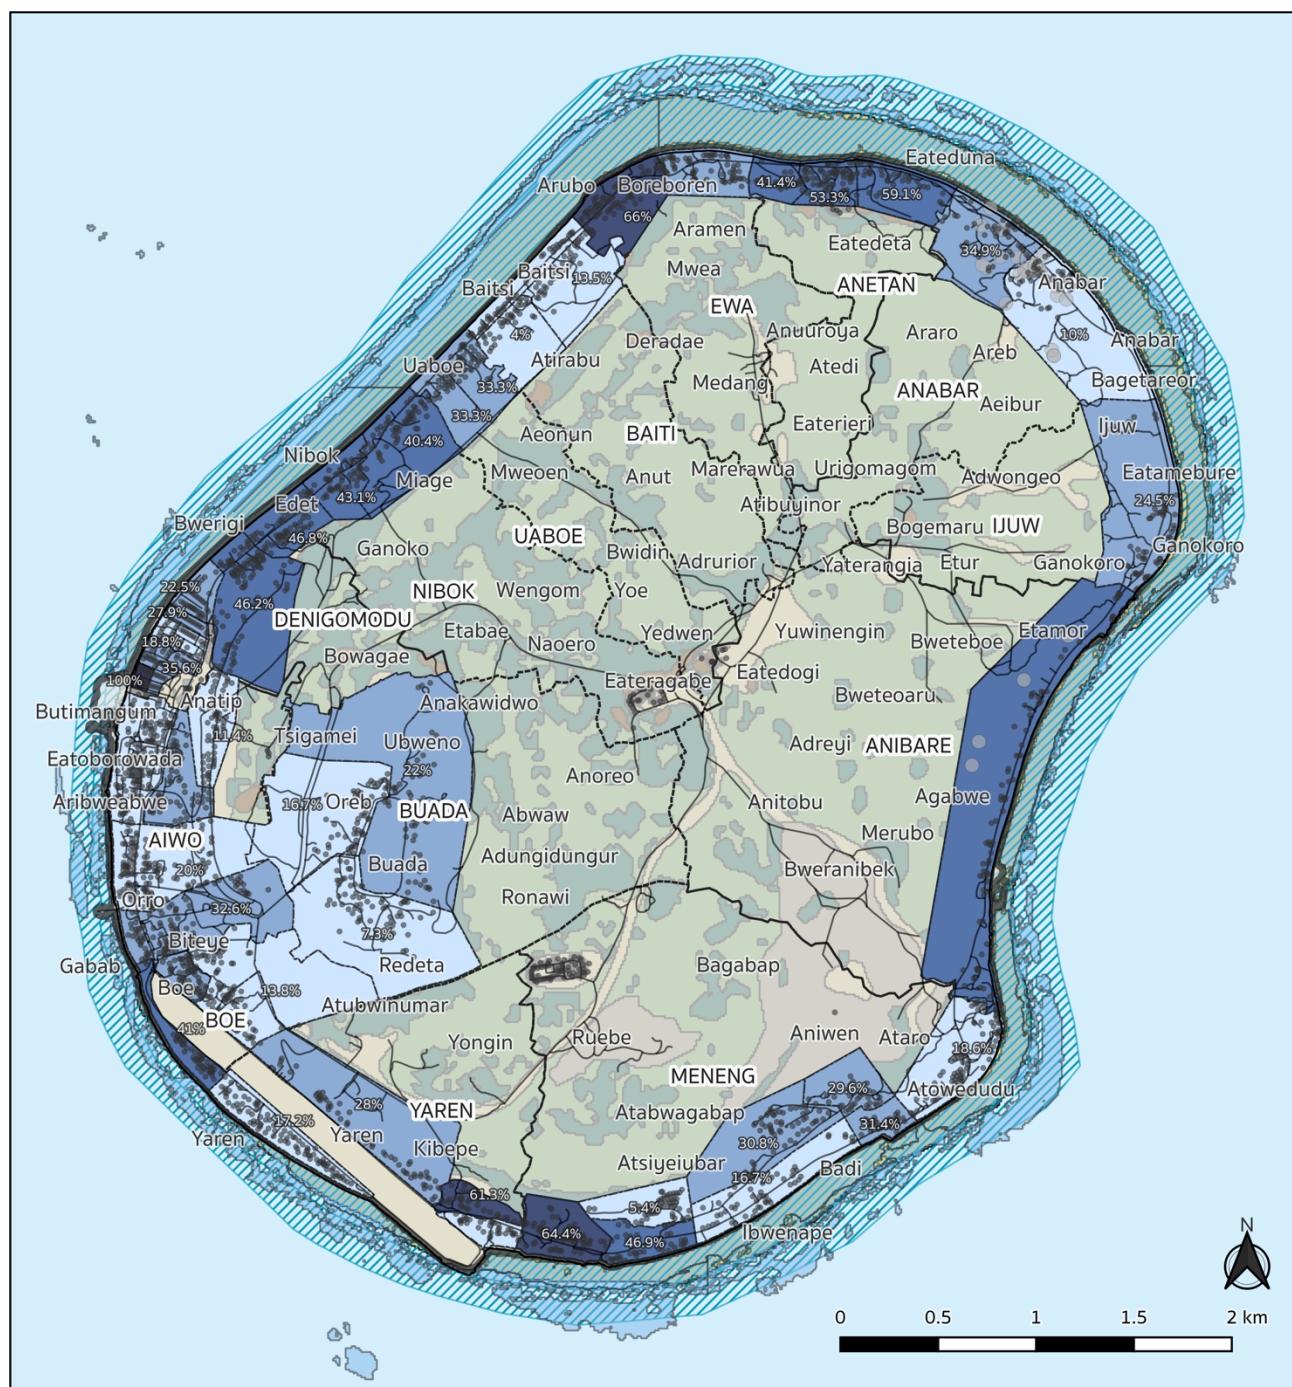 Eateduna
Arubo
Boreboren
41.4%
53.3%
59.1%
66%
Aramen
Eatedeta
34.9%
Baitsi
Baitsi
13.5%
Mwea
ANETAN
Anabar
EWA
4%
Deradae
Anuuroya
Araro
10%
Anabar
Uaboe
Atirabu
Medang
Atedi
Areb
Bagetareor
33.3%
33.3%
ANABAR
Aeibur
40.4%
Aeonun
BAITI
Eaterieri
Ijuw
Nibok
Miage
Mweoen
Anut
Marerawua
Urigomagom
Adwongeo
Eatamebure
24.5%
43.1%
Edet
Atibuyinor
Bwerigi
46.8%
Ganoko
UABOE
Bwidin
Adrurior
Bogemaru
IJUW
Ganokoro
Yaterangia
Etur
Ganokoro
22.5%
27.9%
46.2%
NIBOK
Wengom
Yoe
18.8%
DENIGOMODU
Etabae
Naoero
Yedwen
Yuwinengin
Bweteboe
Etamor
35.6%
Bowagae
100%
Eateragabe
Eatedogi
Butimangum
Anatip
Anakawidwo
Bweteoaru
11.4%
Tsigamei
Ubweno
Adreyi
ANIBARE
Eatoborowada
22%
Anoreo
Aribweabwe
16.7%
Oreb
BUADA
Abwaw
Anitobu
Agabwe
AIWO
Merubo
20%
Buada
Adungidungur
Bweranibek
Orro
32.6%
Ronawi
7.3%
Biteye
Gabab
Redeta
Bagabap
Boe
13.8%
Atubwinumar
41%
BOE
Yongin
Ruebe
Aniwen
Ataro
18.6%
MENENG
Atowedudu
28%
YAREN
29.6%
17.2%
Atabwagabap
31.4%
Yaren
Yaren
Kibepe
30.8%
Atsiyeiubar
16.7%
Badi
61.3%
5.4%
64.4%
46.9%
Ibwenape
N
0 0.5 1 1.5 2 km